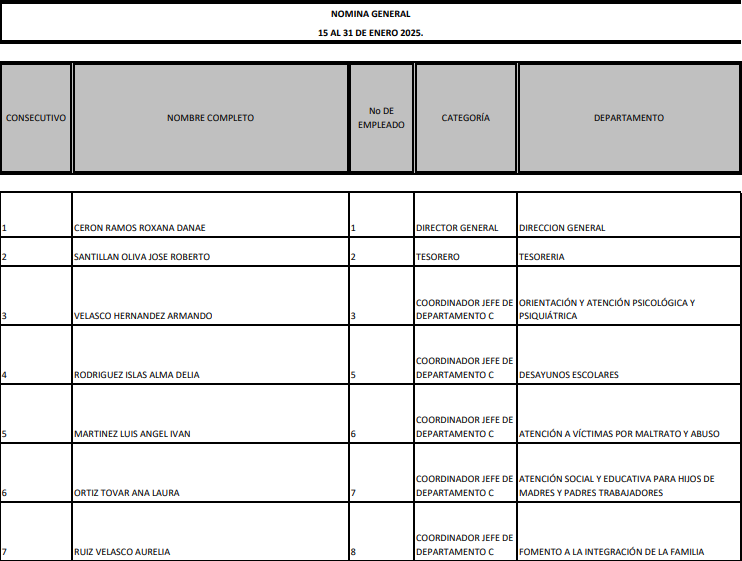 NOMINA GENERAL
15 AL 31 DE ENERO 2025.
CONSECUTIVO NOMBRE COMPLETO No DE EMPLEADO CATEGORÍA DEPARTAMENTO
1 CERON RAMOS ROXANA DANAE 1 DIRECTOR GENERAL DIRECCION GENERAL
2 SANTILLAN OLIVA JOSE ROBERTO 2 TESORERO TESORERIA
3 VELASCO HERNANDEZ ARMANDO 3 COORDINADOR JEFE DE DEPARTAMENTO C ORIENTACIÓN Y ATENCIÓN PSICOLÓGICA Y PSIQUIÁTRICA
4 RODRIGUEZ ISLAS ALMA DELIA 5 COORDINADOR JEFE DE DEPARTAMENTO C DESAYUNOS ESCOLARES
5 MARTINEZ LUIS ANGEL IVAN 6 COORDINADOR JEFE DE DEPARTAMENTO C ATENCIÓN A VÍCTIMAS POR MALTRATO Y ABUSO
6 ORTIZ TOVAR ANA LAURA 7 COORDINADOR JEFE DE DEPARTAMENTO C ATENCIÓN SOCIAL Y EDUCATIVA PARA HIJOS DE MADRES Y PADRES TRABAJADORES
7 RUIZ VELASCO AURELIA 8 COORDINADOR JEFE DE DEPARTAMENTO C FOMENTO A LA INTEGRACIÓN DE LA FAMILIA